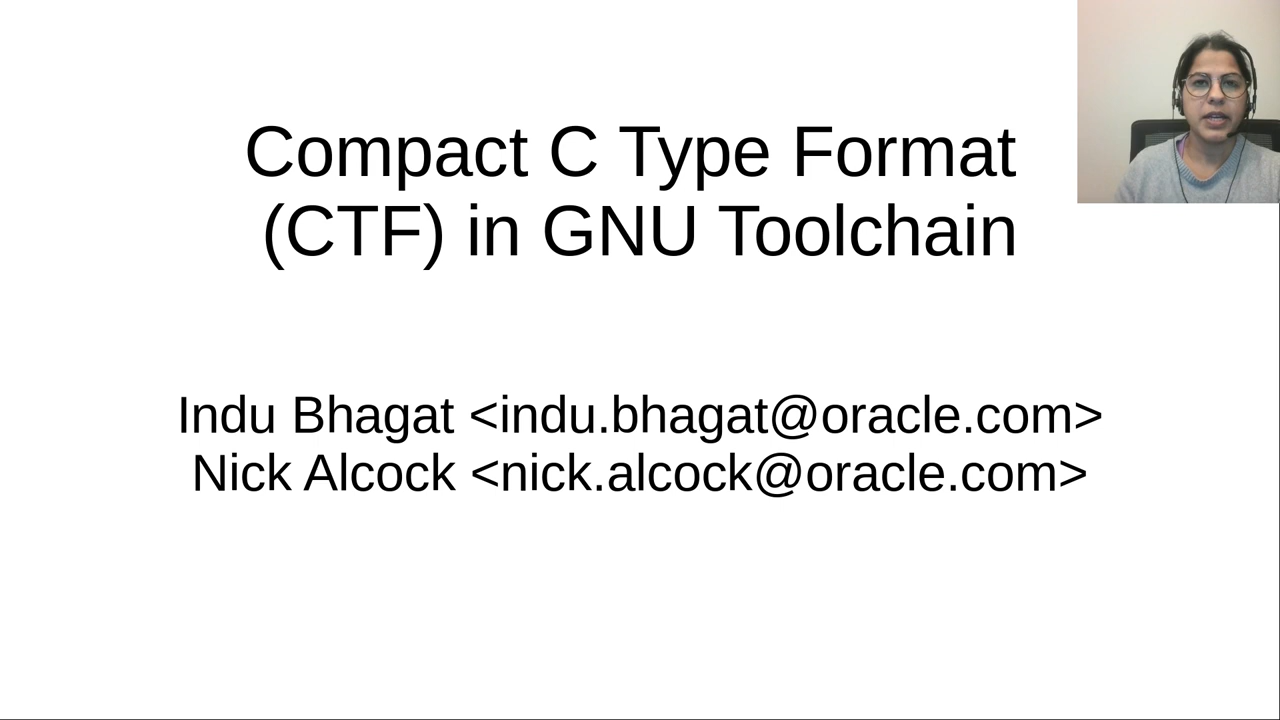 Compact C Type Format
(CTF) in GNU Toolchain
Indu Bhagat <indu.bhagat@oracle.com>
Nick Alcock <nick.alcock@oracle.com>